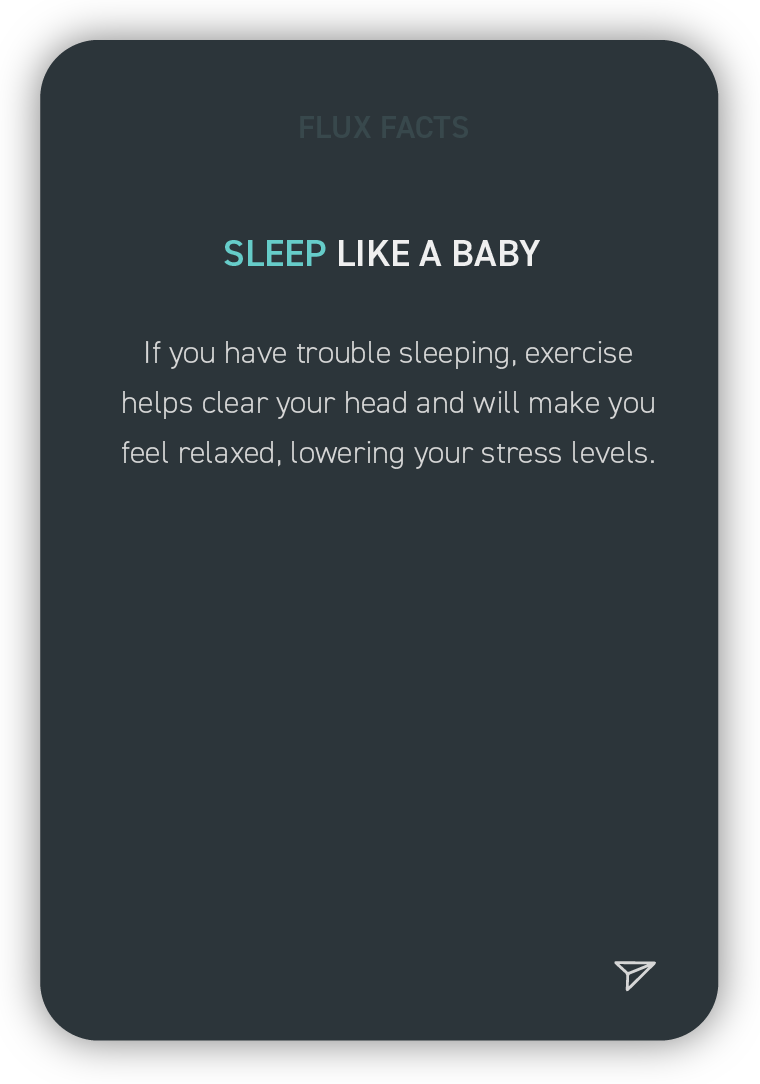 FLUX FACTS
SLEEP LIKE A BABY
If you have trouble sleeping, exercise
helps clear your head and will make you
feel relaxed, lowering your stress levels.